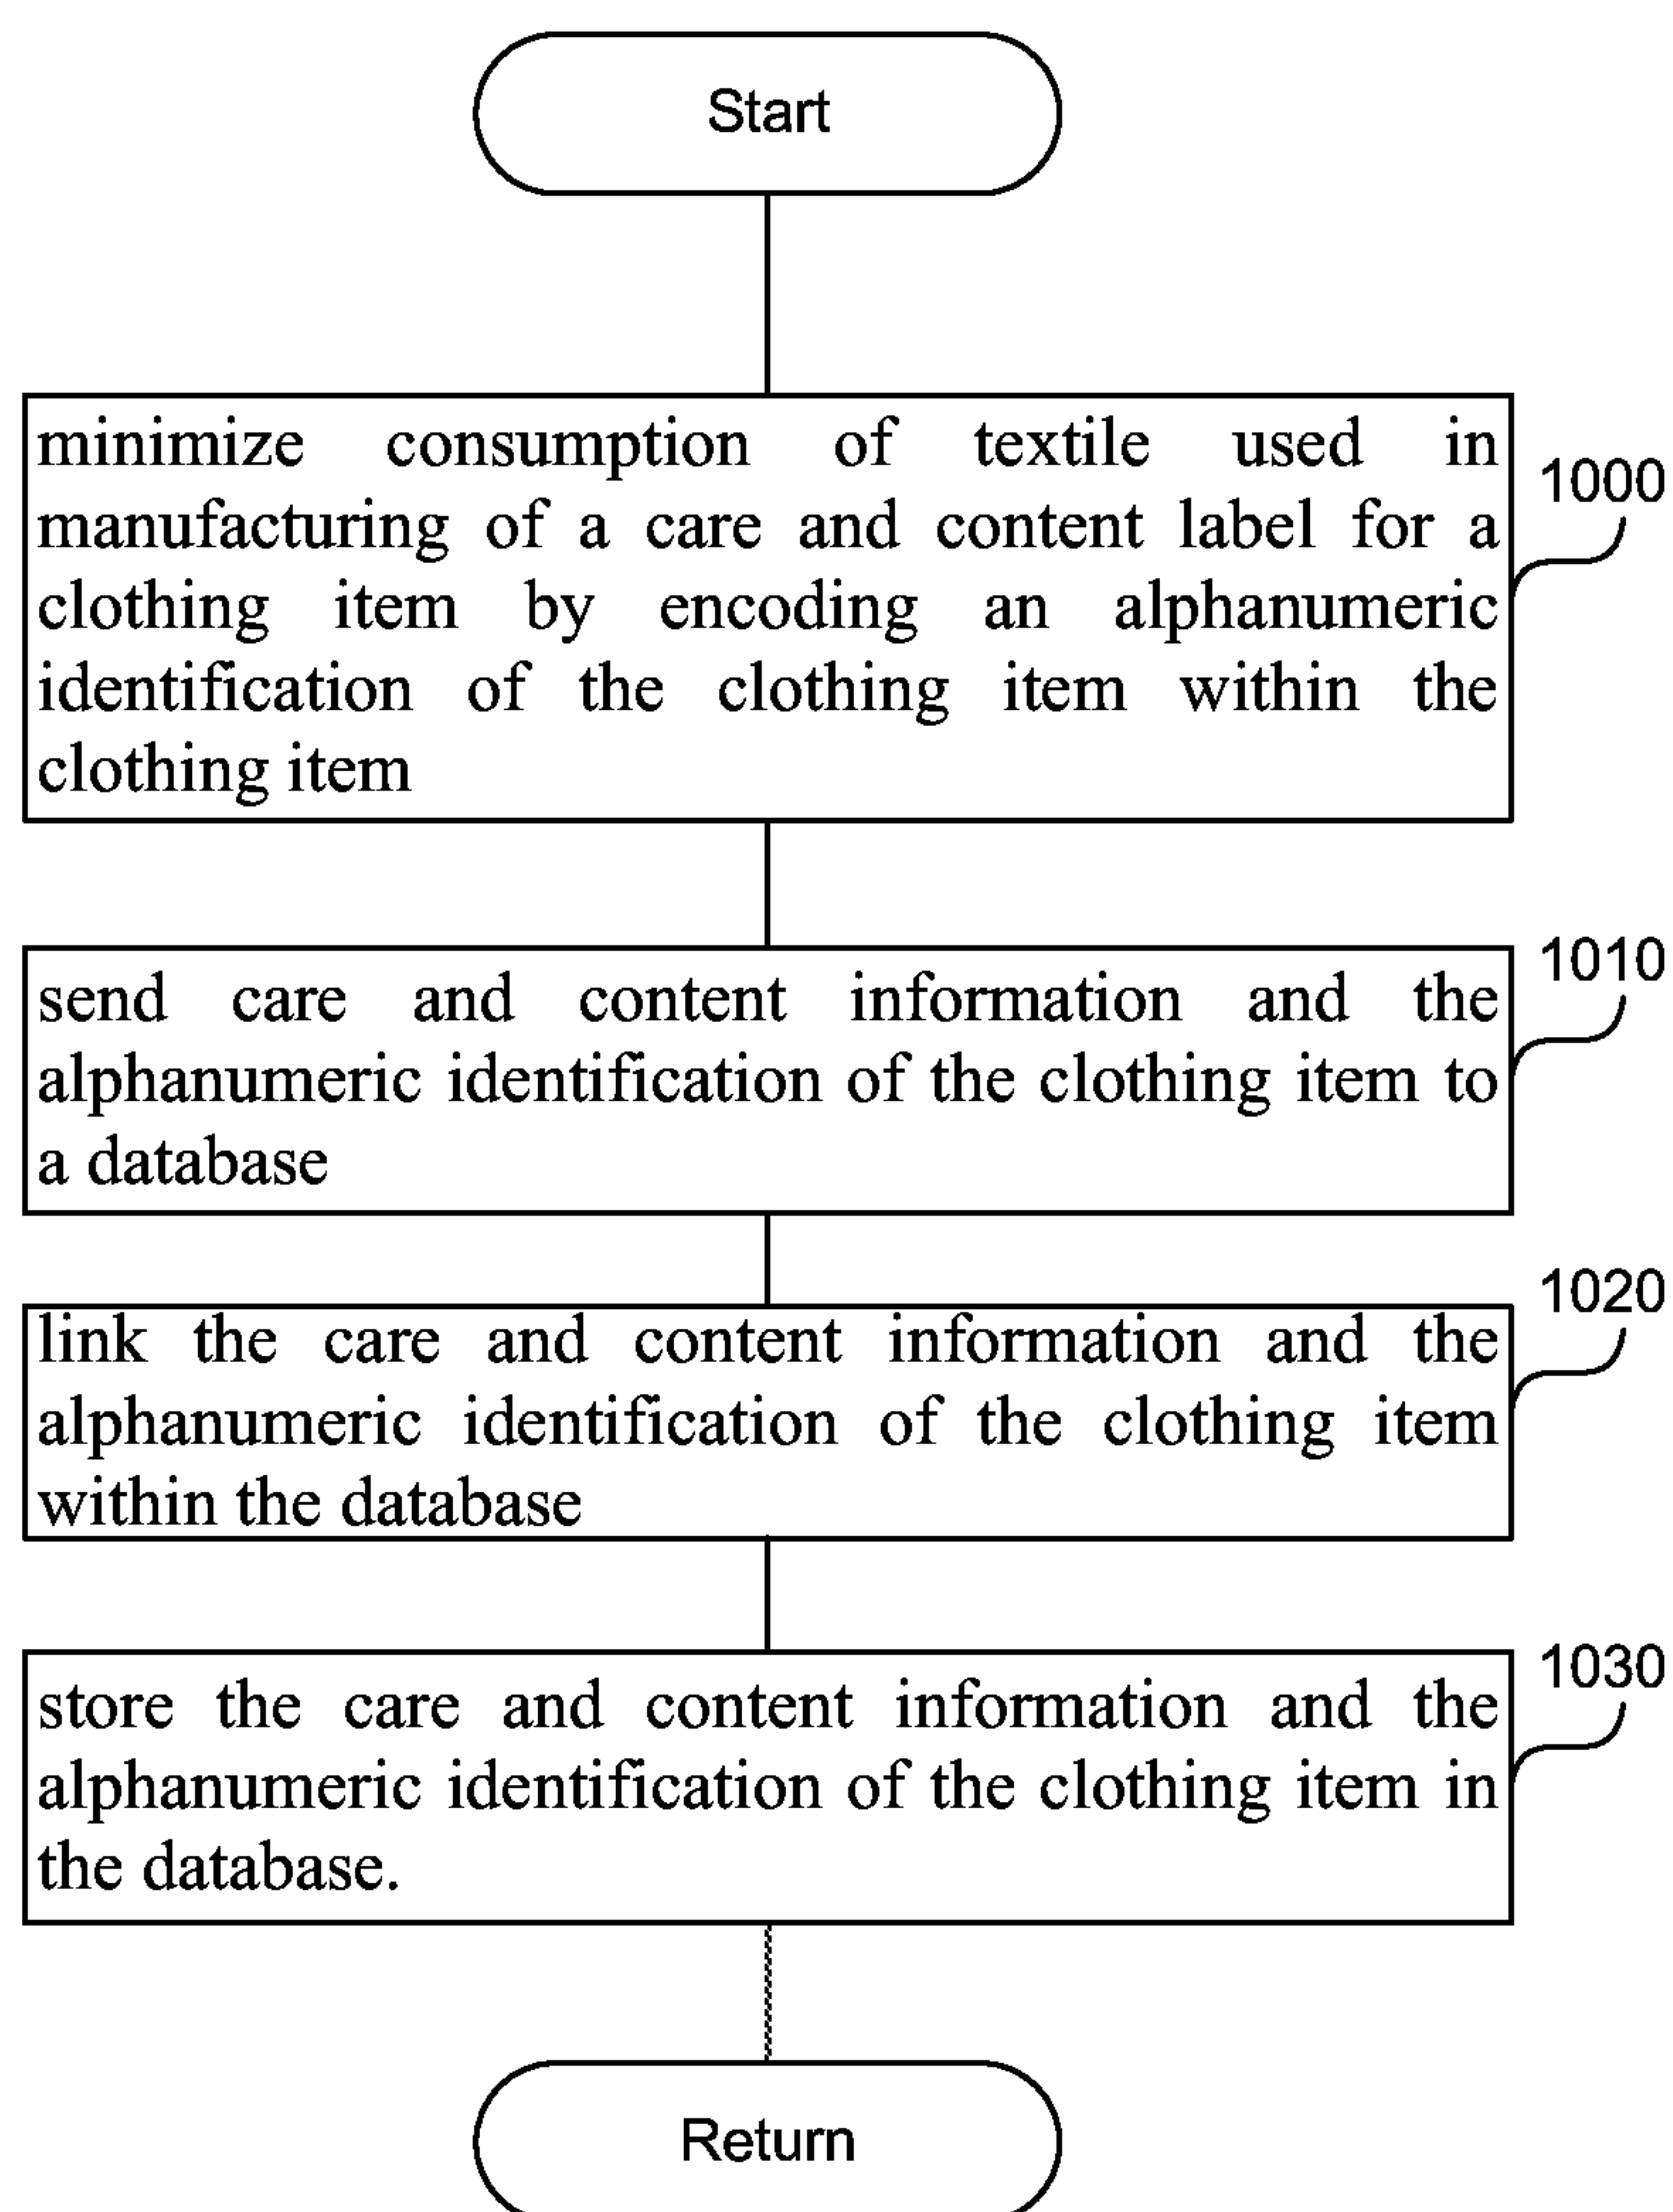 Start
minimize consumption of textile used in
manufacturing of a care and content label for a
clothing item by encoding an alphanumeric
identification of the clothing item within the
clothing item
1000
send care and content information and the
alphanumeric identification of the clothing item to
a database
1010
link the care and content information and the
alphanumeric identification of the clothing item
within the database
1020
store the care and content information and the
alphanumeric identification of the clothing item in
the database.
1030
Return